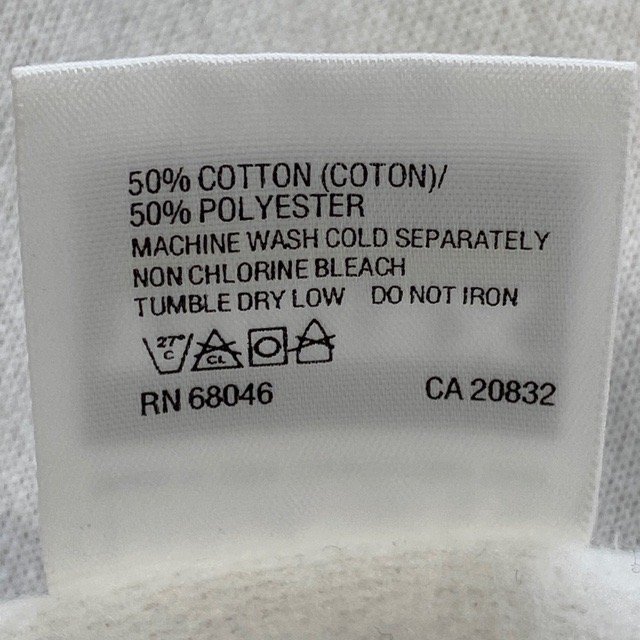 50% COTTON (COTON)/
50% POLYESTER
MACHINE WASH COLD SEPARATELY
NON CHLORINE BLEACH
TUMBLE DRY LOW DO NOT IRON
27° C CL
RN 68046 CA 20832